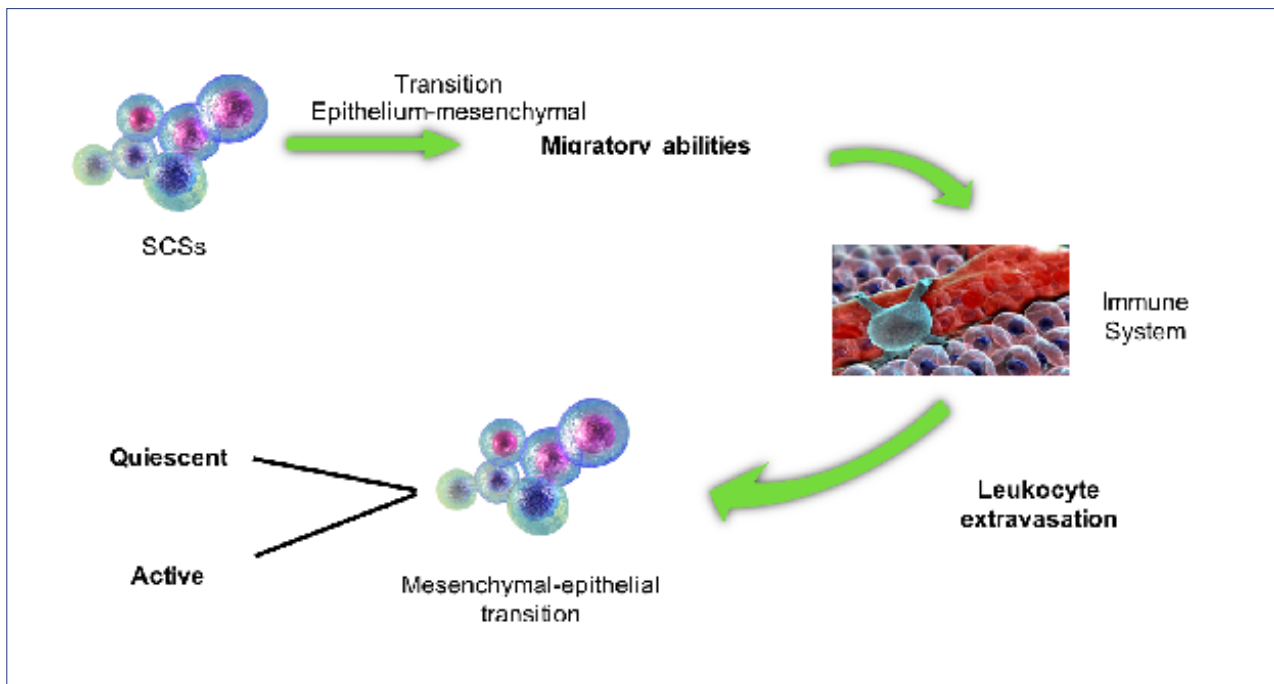 Transition
Epithelium-mesenchymal
Migratory abilities
SCSs
Immune
System
Leukocyte
extravasation
Quiescent
Active
Mesenchymal-epithelial
transition